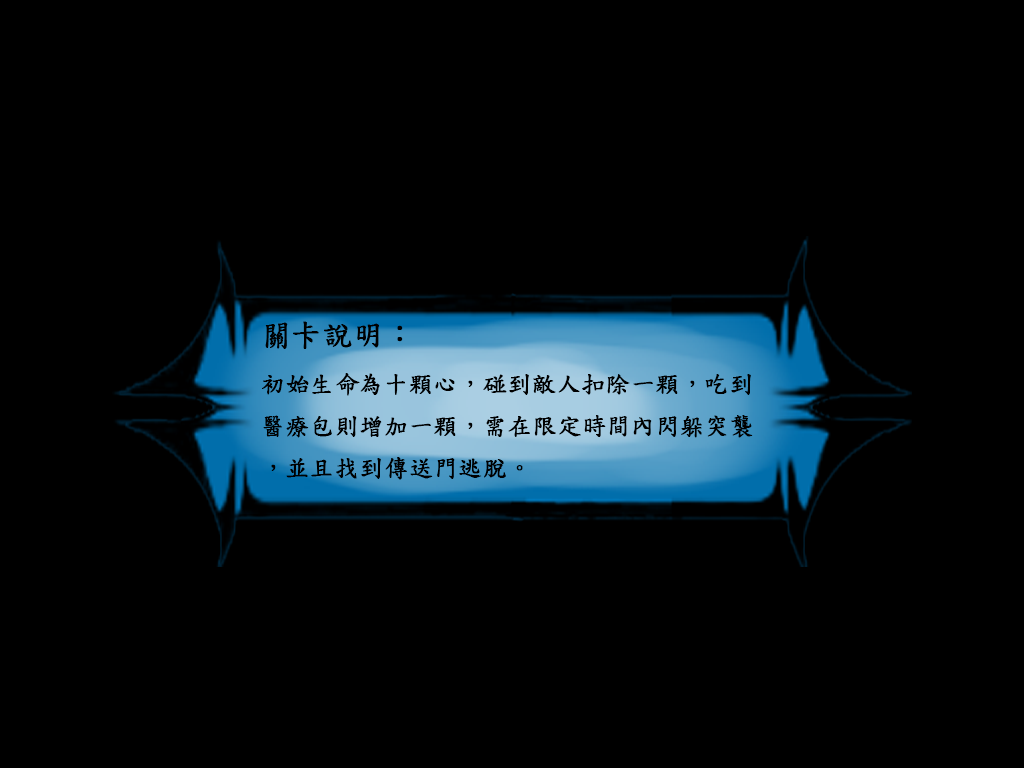 關卡說明：
初始生命為十顆心，碰到敵人扣除一顆，吃到
醫療包則增加一顆，需在限定時間內閃躲突襲
，並且找到傳送門逃脫。